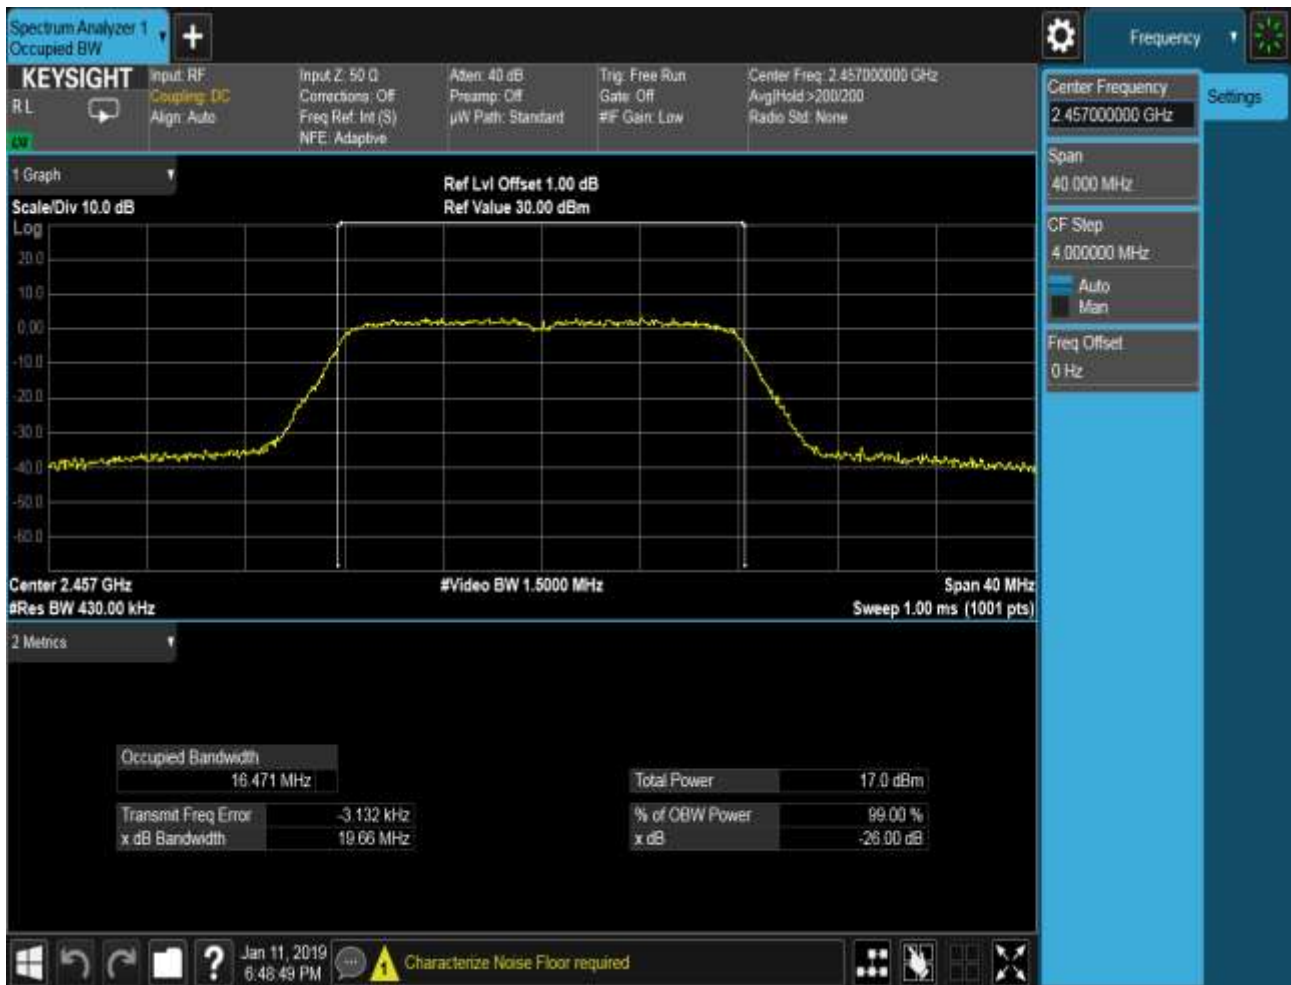 Spectrum Analyzer 1
Occupied BW
+
Frequency
KEYSIGHT
R L
Input: RF
Coupling: DC
Align: Auto
Input Z: 50 Ω
Corrections: Off
Freq Ref: Int (S)
NFE: Adaptive
Atten: 40 dB
Preamp: Off
µW Path: Standard
Trig: Free Run
Gate: Off
#IF Gain: Low
Center Freq: 2.457000000 GHz
Avg|Hold >200/200
Radio Std: None
Center Frequency
2.457000000 GHz
Settings
Span
40.000 MHz
CF Step
4.000000 MHz
Auto
Man
Freq Offset
0 Hz
1 Graph
Scale/Div 10.0 dB
Ref Lvl Offset 1.00 dB
Ref Value 30.00 dBm
Log
20.0
10.0
0.00
-10.0
-20.0
-30.0
-40.0
-50.0
-60.0
Center 2.457 GHz
#Video BW 1.5000 MHz
Span 40 MHz
#Res BW 430.00 kHz
Sweep 1.00 ms (1001 pts)
2 Metrics
Occupied Bandwidth
16.471 MHz
Total Power 17.0 dBm
Transmit Freq Error -3.132 kHz
% of OBW Power 99.00 %
x dB Bandwidth 19.66 MHz
x dB -26.00 dB
?
Jan 11, 2019
6:48:49 PM
1
Characterize Noise Floor required